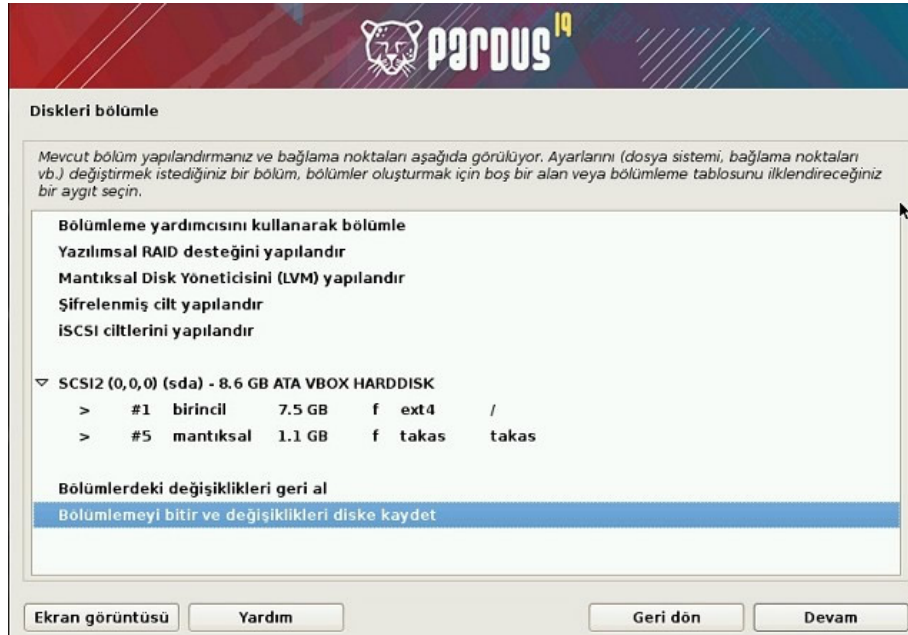 PARDUS 19
Diskleri bölümle
Mevcut bölüm yapılandırmanız ve bağlama noktaları aşağıda görülüyor. Ayarlarını (dosya sistemi, bağlama noktaları
vb.) değiştirmek istediğiniz bir bölüm, bölümler oluşturmak için boş bir alan veya bölümleme tablosunu ilklendireceğiniz
bir aygıt seçin.
Bölümleme yardımcısını kullanarak bölümle
Yazılımsal RAID desteğini yapılandır
Mantıksal Disk Yöneticisini (LVM) yapılandır
Şifrelenmiş cilt yapılandır
iSCSI ciltlerini yapılandır
SCSI2 (0,0,0) (sda) - 8.6 GB ATA VBOX HARDDISK
> #1 birincil 7.5 GB f ext4 /
> #5 mantıksal 1.1 GB f takas takas
Bölümlerdeki değişiklikleri geri al
Bölümlemeyi bitir ve değişiklikleri diske kaydet
Ekran görüntüsü Yardım Geri dön Devam